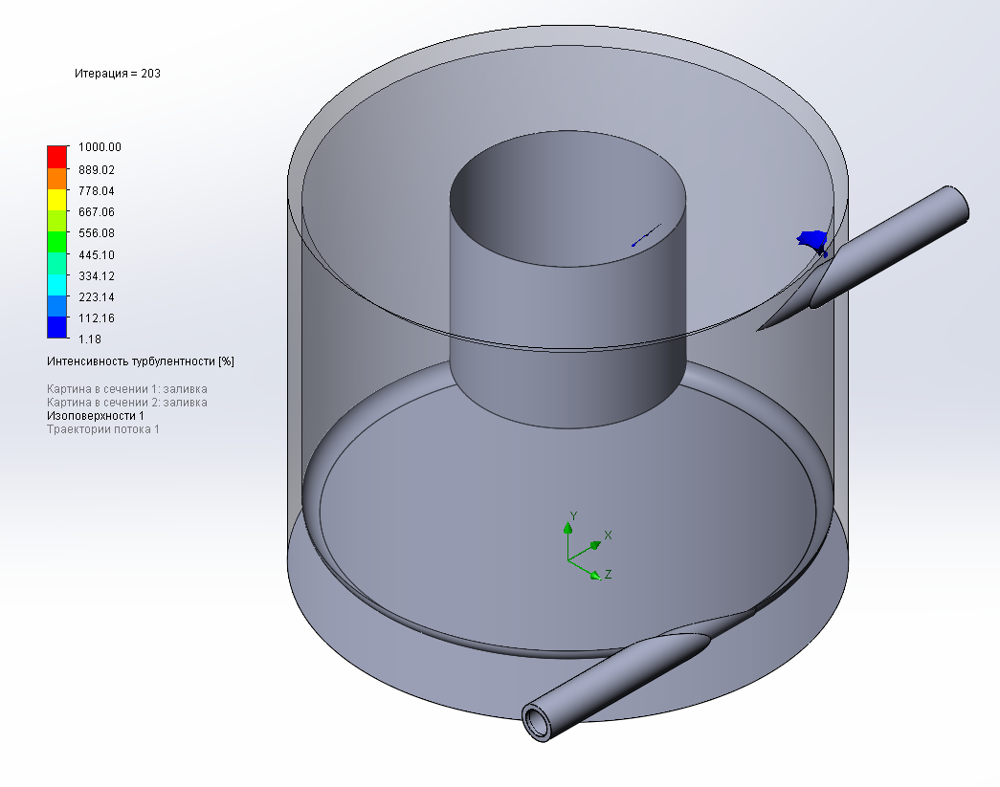 Итерация = 203
1000.00
889.02
778.04
667.06
556.08
445.10
334.12
223.14
112.16
1.18
Интенсивность турбулентности [%]
Картина в сечении 1: заливка
Картина в сечении 2: заливка
Изоповерхности 1
Траектории потока 1
Y
X
Z